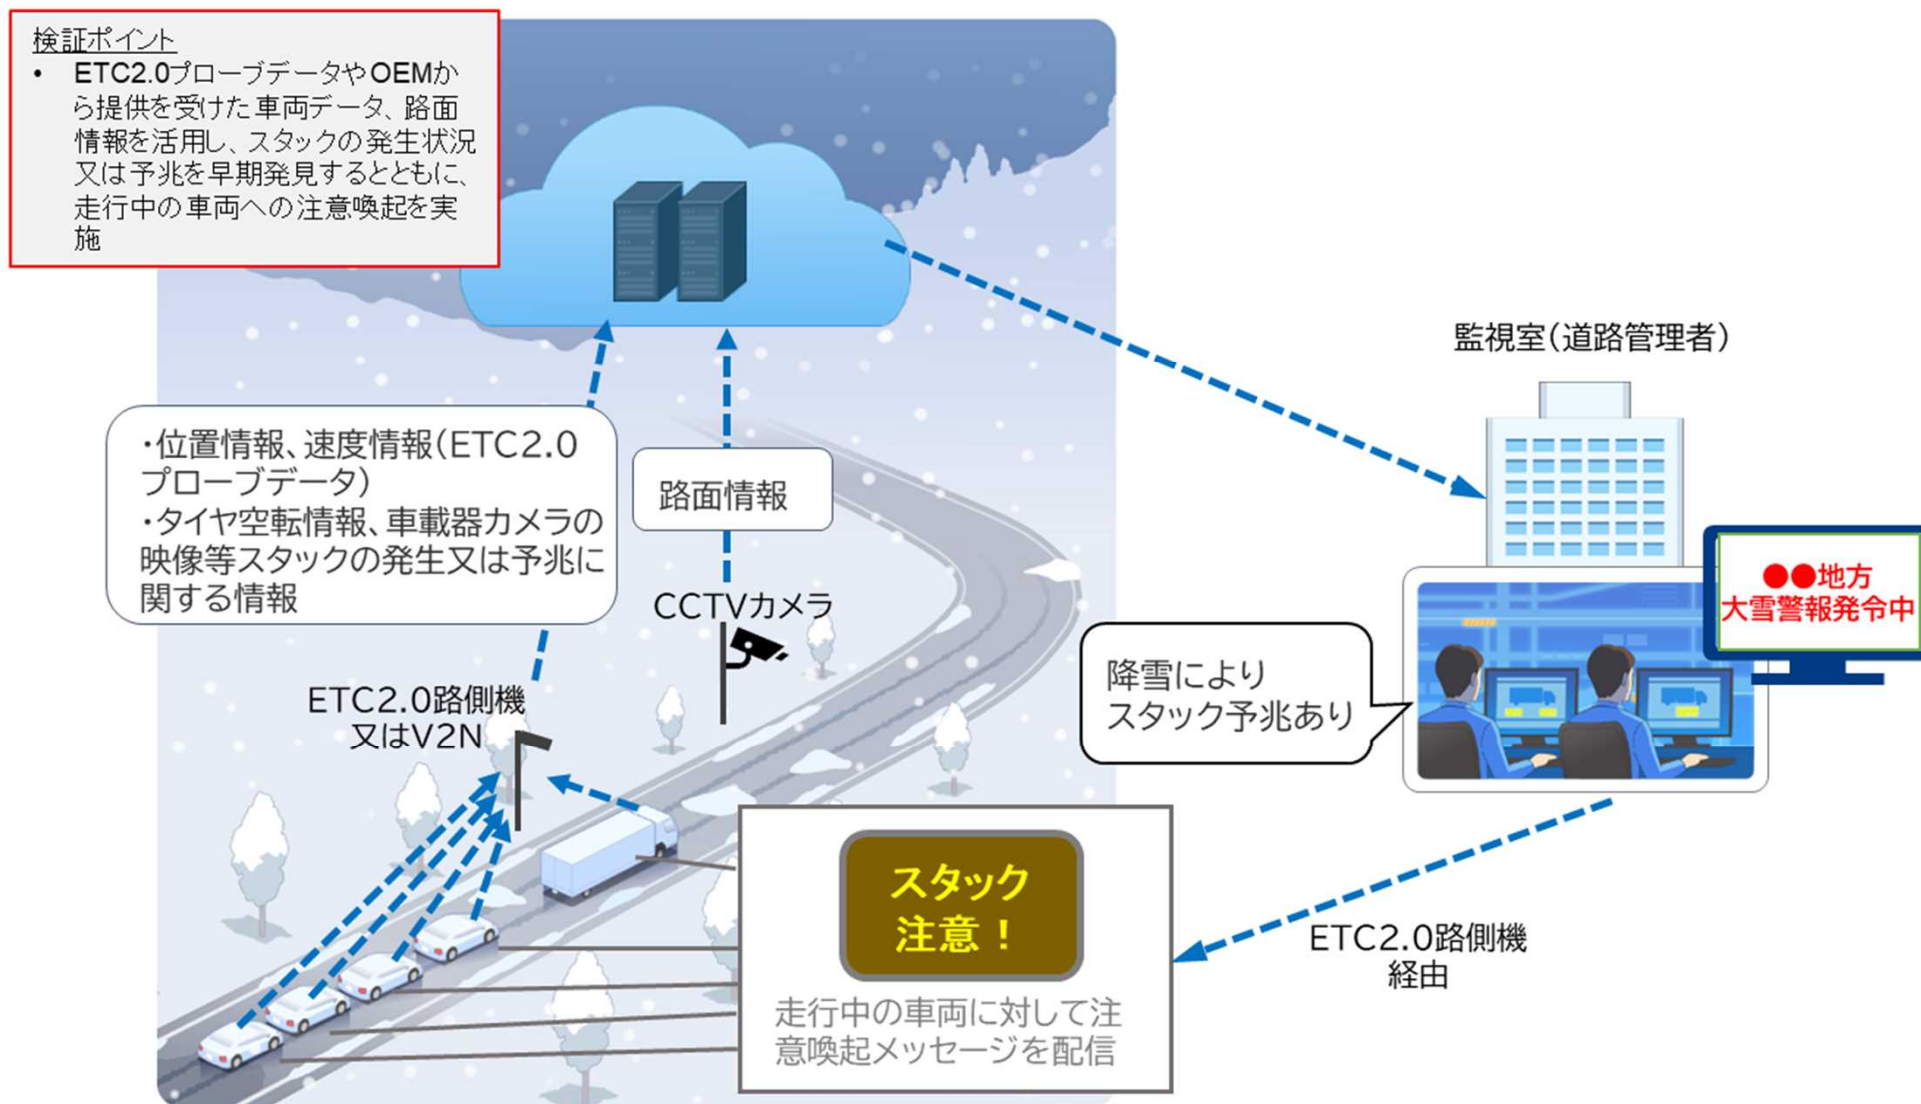 検証ポイント
• ETC2.0プローブデータやOEMか
ら提供を受けた車両データ、路面
情報を活用し、スタックの発生状況
又は予兆を早期発見するとともに、
走行中の車両への注意喚起を実
施
・位置情報、速度情報(ETC2.0
プローブデータ)
・タイヤ空転情報、車載器カメラの
映像等スタックの発生又は予兆に
関する情報
路面情報
CCTVカメラ
ETC2.0路側機
又はV2N
監視室(道路管理者)
●●地方
大雪警報発令中
降雪により
スタック予兆あり
スタック
注意！
走行中の車両に対して注
意喚起メッセージを配信
ETC2.0路側機
経由